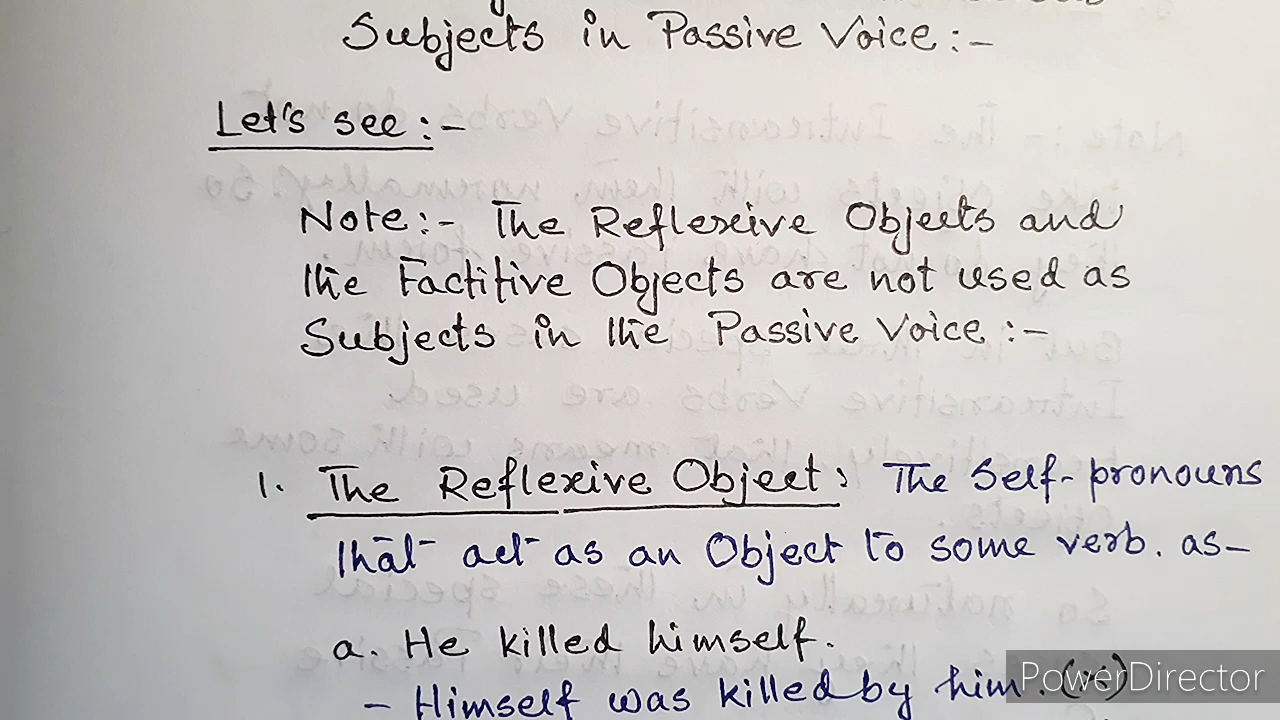 Subjects in Passive Voice:-
Let's see:-
Note:- The Reflexive Objects and
the Factitive Objects are not used as
Subjects in the Passive Voice:-
1. The Reflexive Object: The Self-pronouns
that act as an Object to some verb. as-
a. He killed himself.
- Himself was killed by him.
PowerDirector